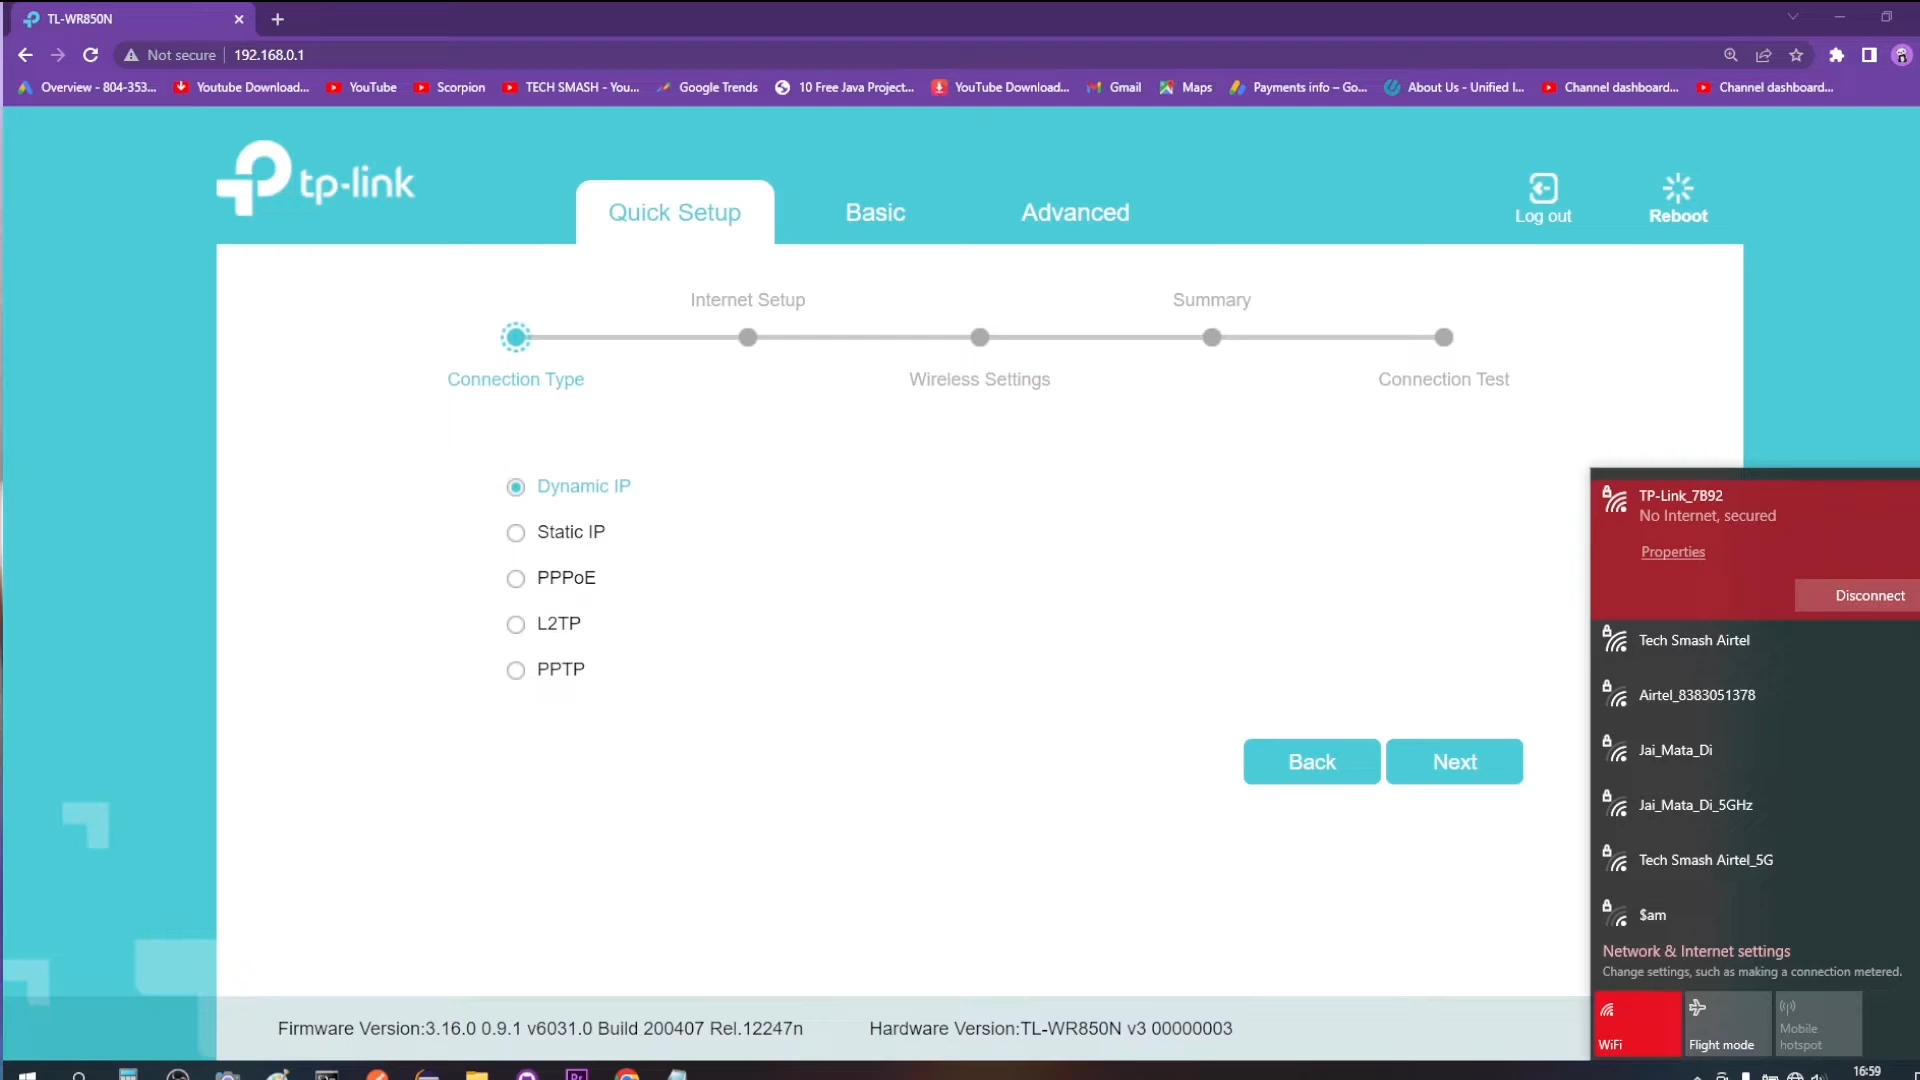 TL-WR850N
Not secure
192.168.0.1
Overview - 804-353...
Youtube Download...
YouTube
Scorpion
TECH SMASH - You...
Google Trends
10 Free Java Project...
YouTube Download...
Gmail
Maps
Payments info – Go...
About Us - Unified I...
Channel dashboard...
Channel dashboard...
tp-link
Quick Setup
Basic
Advanced
Log out
Reboot
Internet Setup
Summary
Connection Type
Wireless Settings
Connection Test
Dynamic IP
Static IP
PPPoE
L2TP
PPTP
Back
Next
Firmware Version:3.16.0 0.9.1 v6031.0 Build 200407 Rel.12247n
Hardware Version:TL-WR850N v3 00000003
TP-Link_7B92
No Internet, secured
Properties
Disconnect
Tech Smash Airtel
Airtel_8383051378
Jai_Mata_Di
Jai_Mata_Di_5GHz
Tech Smash Airtel_5G
$am
Network & Internet settings
Change settings, such as making a connection metered.
WiFi
Flight mode
Mobile
hotspot
Pr
16:59